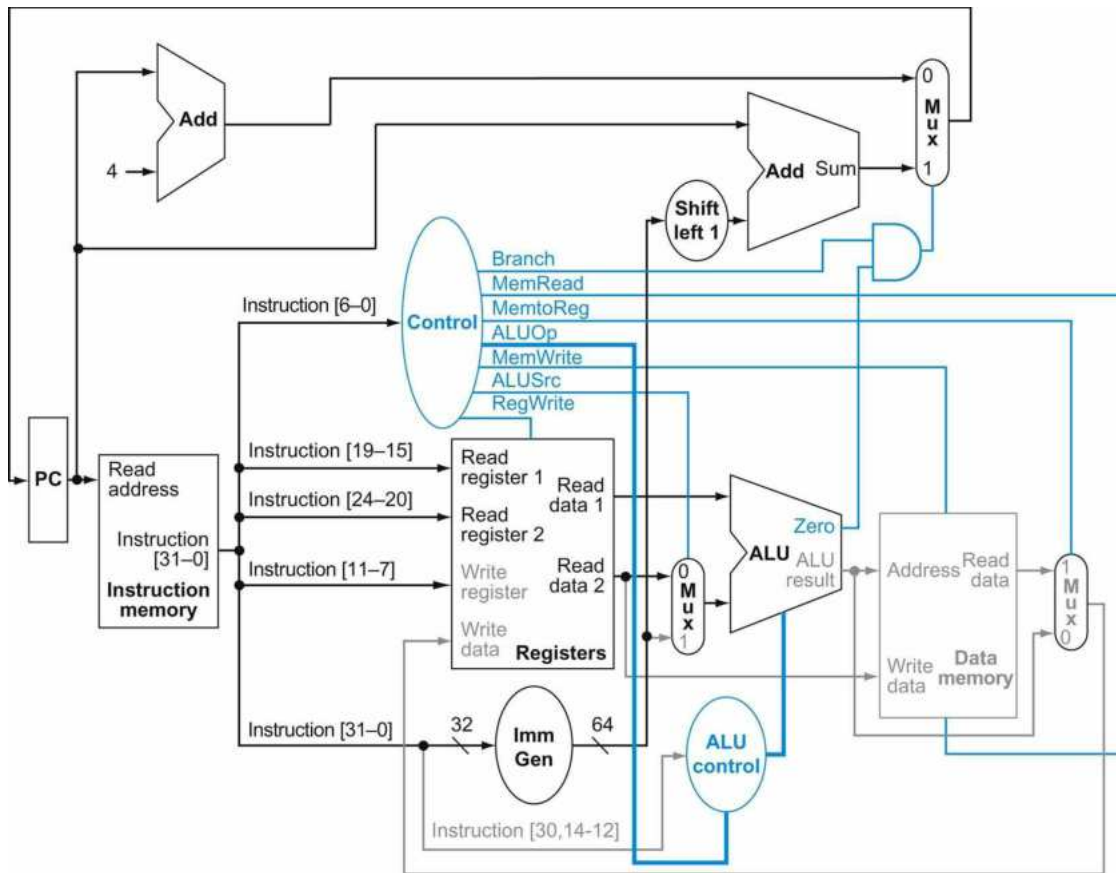 0
Mux
1
Add
4
Add Sum
Shift
left 1
Branch
MemRead
MemtoReg
ALUOp
MemWrite
ALUSrc
RegWrite
Control
Instruction [6–0]
PC
Read
address
Instruction
[31–0]
Instruction
memory
Instruction [19–15]
Instruction [24–20]
Instruction [11–7]
Read
register 1
Read
register 2
Write
register
Write
data
Read
data 1
Read
data 2
Registers
0
Mux
1
Zero
ALU
ALU
result
Address
Read
data
Write
data
Data
memory
1
Mux
0
Instruction [31–0]
32
Imm
Gen
64
ALU
control
Instruction [30,14-12]